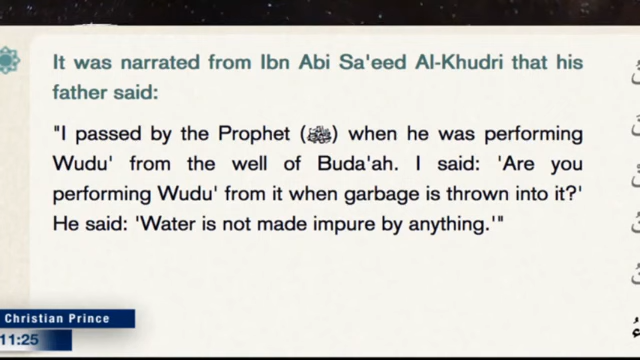 It was narrated from Ibn Abi Sa'eed Al-Khudri that his
father said:
"I passed by the Prophet (ﷺ) when he was performing
Wudu' from the well of Buda'ah. I said: 'Are you
performing Wudu' from it when garbage is thrown into it?'
He said: 'Water is not made impure by anything.'"
Christian Prince
11:25